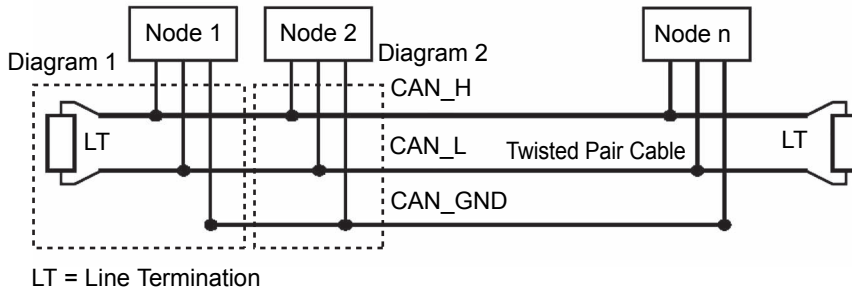 Node 1
Node 2
Node n
Diagram 1
Diagram 2
CAN_H
LT
CAN_L
Twisted Pair Cable
LT
CAN_GND
LT = Line Termination